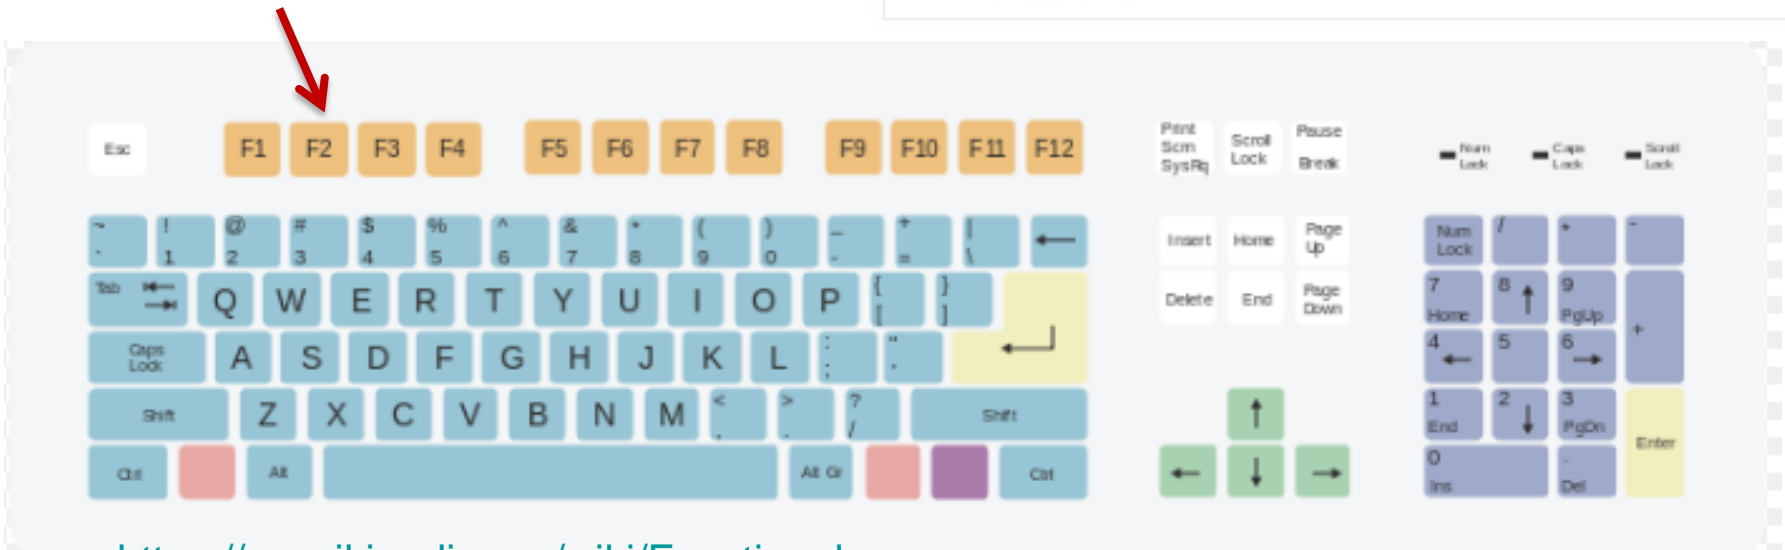 Esc F1 F2 F3 F4 F5 F6 F7 F8 F9 F10 F11 F12
Print
Scrn
SysRq
Scroll
Lock
Pause
Break
Num
Lock
Caps
Lock
Scroll
Lock
~ ! @ # $ % ^ & * ( ) _ + |
` 1 2 3 4 5 6 7 8 9 0 - = \ ←
Insert Home Page
Up
Num
Lock
/ * -
Tab Q W E R T Y U I O P { }
[ ]
Delete End Page
Down
7 8 ↑ 9
Home PgUp
+
Caps
Lock
A S D F G H J K L : "
;
4 ← 5 6 →
Shift Z X C V B N M < > ?
, . /
Shift
↑
1 2 ↓ 3
End PgDn
Enter
Ctrl Alt Alt Gr Ctrl
← ↓ →
0 .
Ins Del